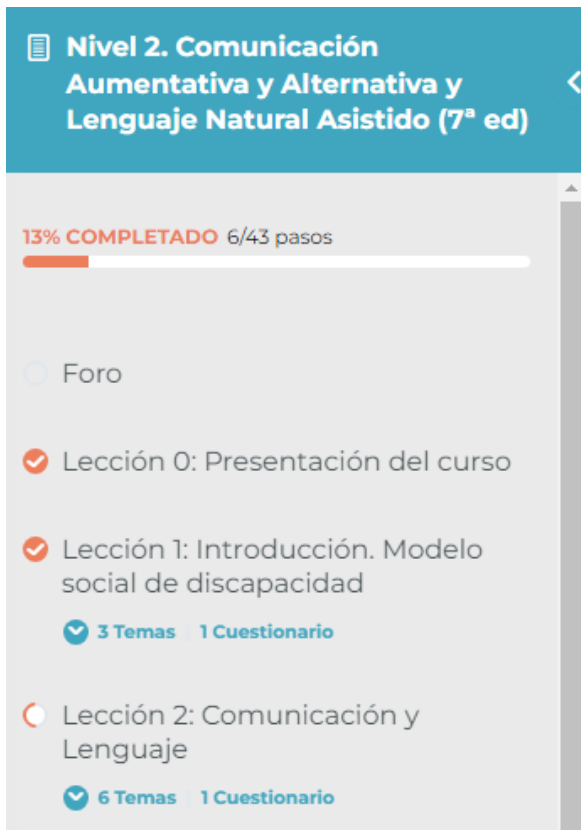 Nivel 2. Comunicación
Aumentativa y Alternativa y
Lenguaje Natural Asistido (7ª ed)
13% COMPLETADO 6/43 pasos
Foro
Lección 0: Presentación del curso
Lección 1: Introducción. Modelo
social de discapacidad
3 Temas | 1 Cuestionario
Lección 2: Comunicación y
Lenguaje
6 Temas | 1 Cuestionario